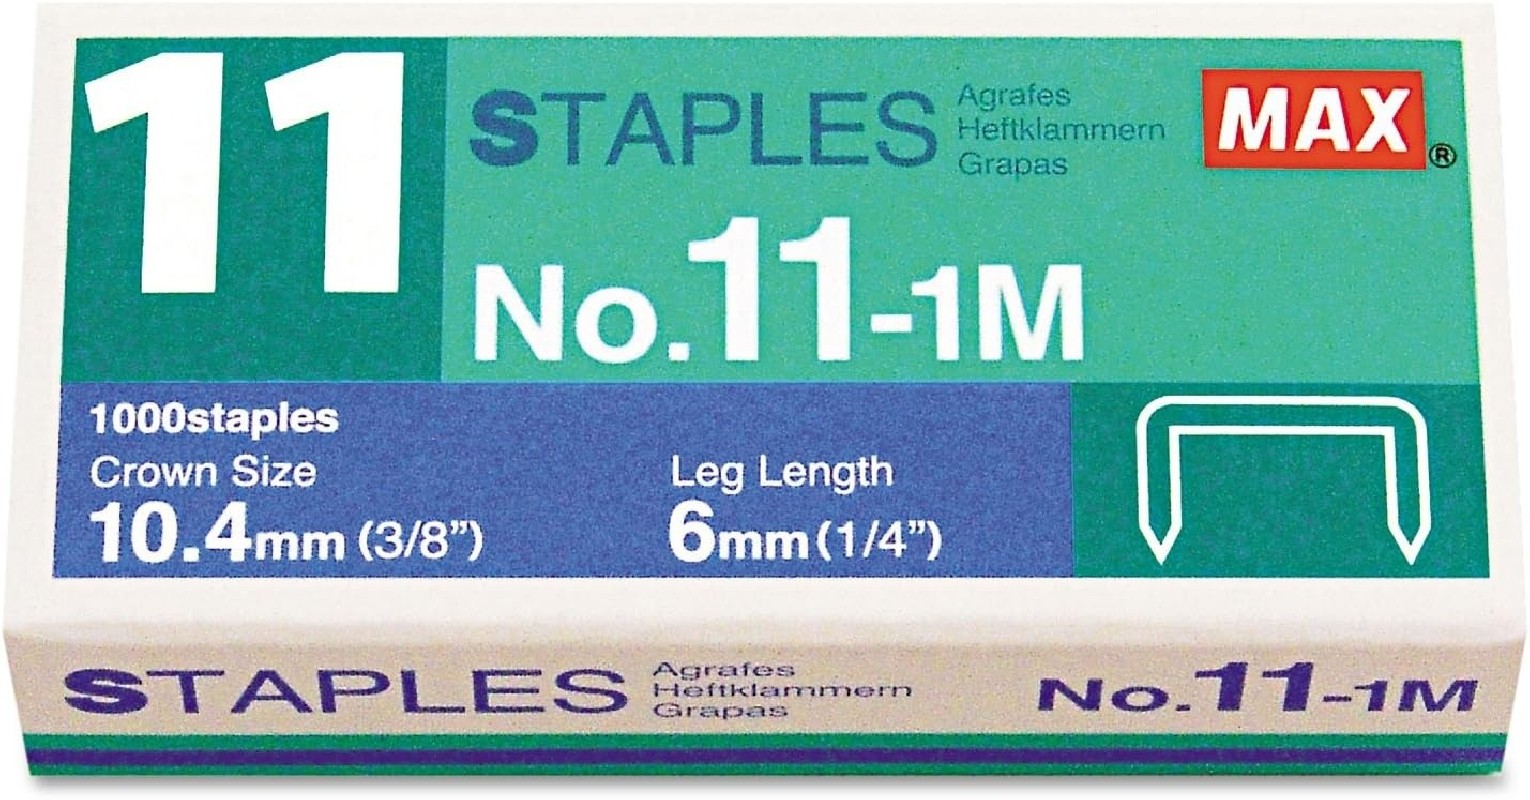 11
STAPLES
Agrafes
Heftklammern
Grapas
MAX®
No.11-1M
1000staples
Crown Size
10.4mm (3/8”)
Leg Length
6mm (1/4”)
STAPLES
Agrafes
Heftklammern
Grapas
No.11-1M